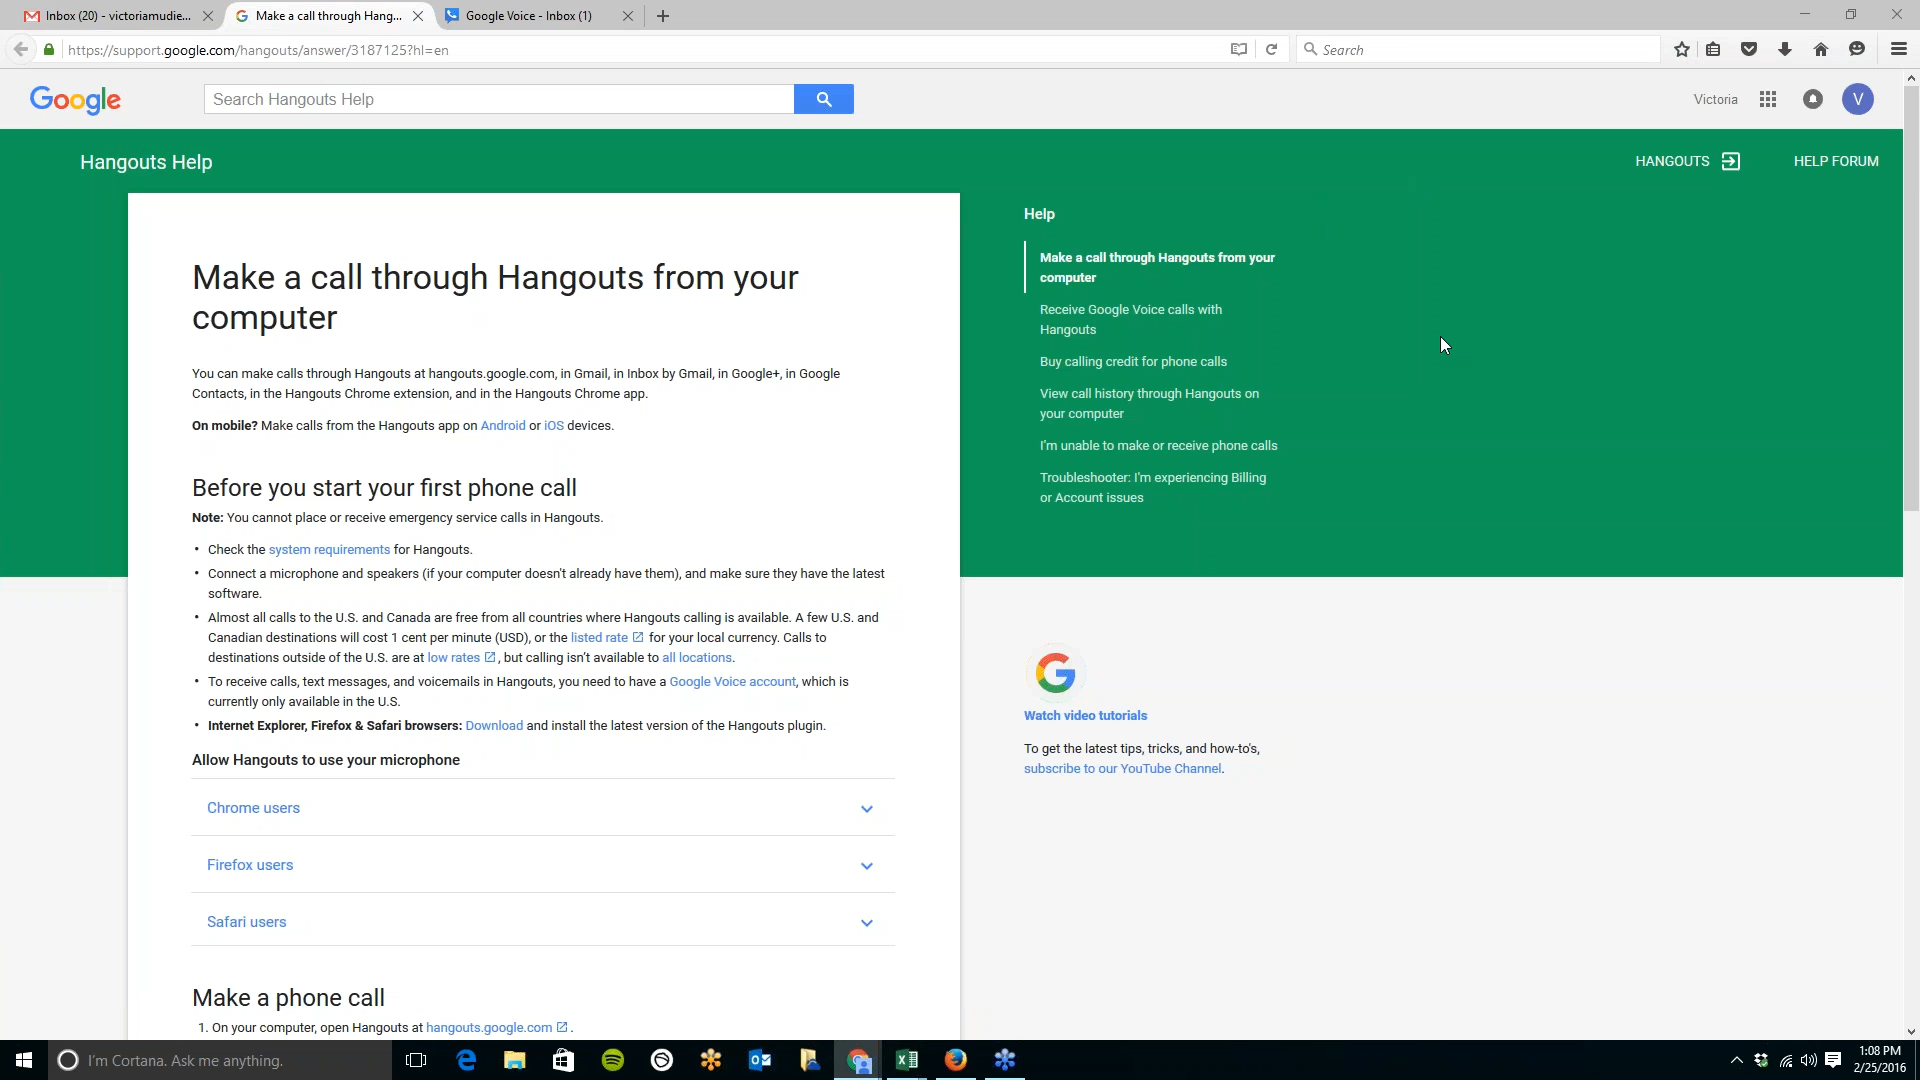 Inbox (20) - victoriamudie...
Make a call through Hang...
Google Voice - Inbox (1)
https://support.google.com/hangouts/answer/3187125?hl=en
Search
Google
Search Hangouts Help
Victoria
V
Hangouts Help
HANGOUTS
HELP FORUM
Make a call through Hangouts from your
computer
You can make calls through Hangouts at hangouts.google.com, in Gmail, in Inbox by Gmail, in Google+, in Google
Contacts, in the Hangouts Chrome extension, and in the Hangouts Chrome app.
On mobile? Make calls from the Hangouts app on Android or iOS devices.
Before you start your first phone call
Note: You cannot place or receive emergency service calls in Hangouts.
• Check the system requirements for Hangouts.
• Connect a microphone and speakers (if your computer doesn't already have them), and make sure they have the latest
software.
• Almost all calls to the U.S. and Canada are free from all countries where Hangouts calling is available. A few U.S. and
Canadian destinations will cost 1 cent per minute (USD), or the listed rate for your local currency. Calls to
destinations outside of the U.S. are at low rates , but calling isn't available to all locations.
• To receive calls, text messages, and voicemails in Hangouts, you need to have a Google Voice account, which is
currently only available in the U.S.
• Internet Explorer, Firefox & Safari browsers: Download and install the latest version of the Hangouts plugin.
Allow Hangouts to use your microphone
Chrome users
Firefox users
Safari users
Make a phone call
1. On your computer, open Hangouts at hangouts.google.com .
Help
Make a call through Hangouts from your
computer
Receive Google Voice calls with
Hangouts
Buy calling credit for phone calls
View call history through Hangouts on
your computer
I'm unable to make or receive phone calls
Troubleshooter: I'm experiencing Billing
or Account issues
Watch video tutorials
To get the latest tips, tricks, and how-to's,
subscribe to our YouTube Channel.
I'm Cortana. Ask me anything.
1:08 PM
2/25/2016